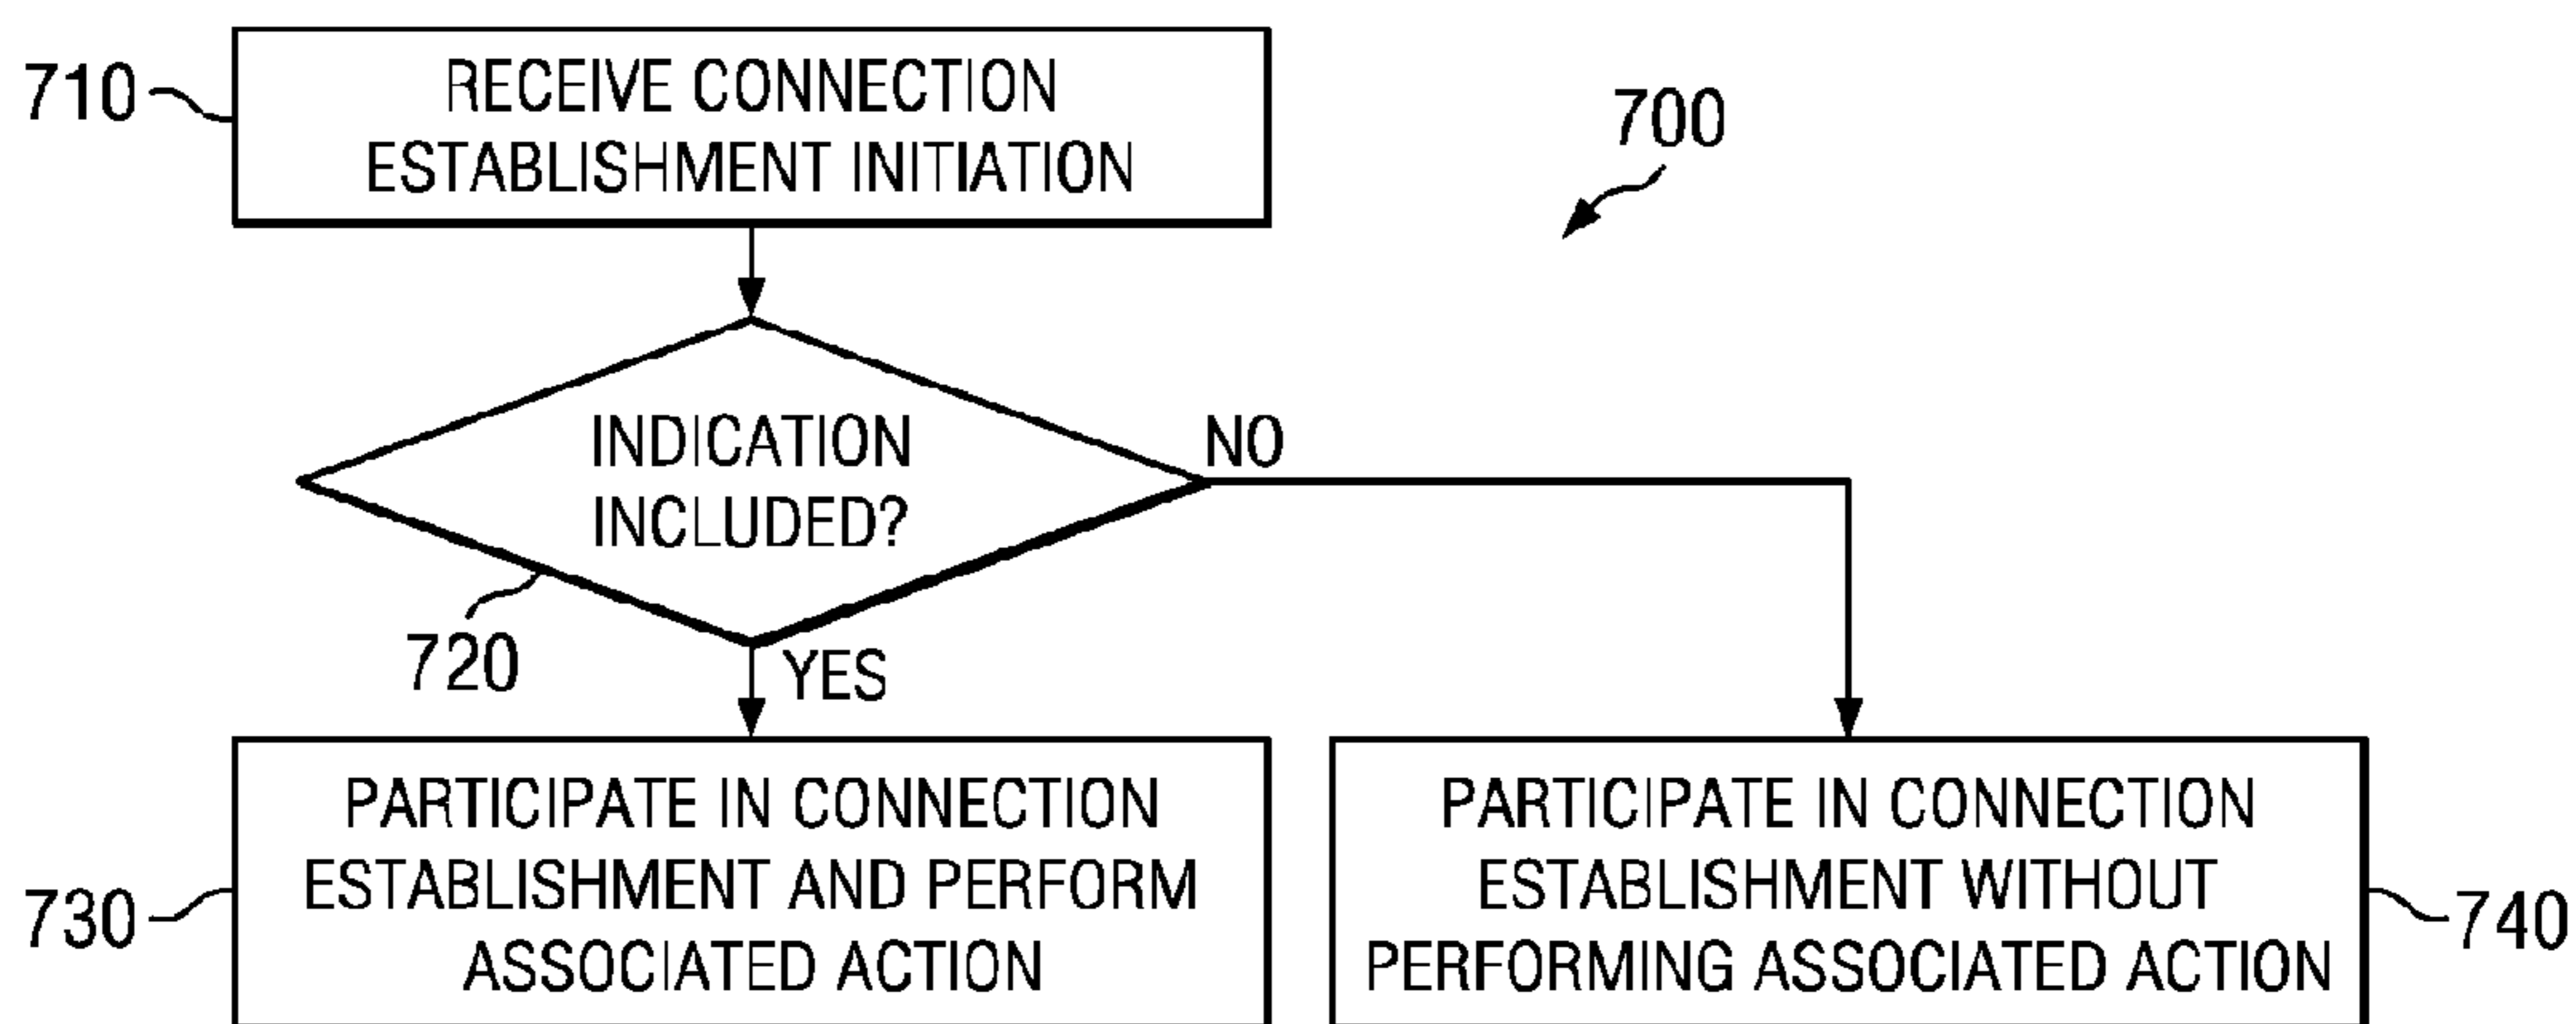 710
RECEIVE CONNECTION
ESTABLISHMENT INITIATION
700
INDICATION
INCLUDED?
NO
720
YES
730
PARTICIPATE IN CONNECTION
ESTABLISHMENT AND PERFORM
ASSOCIATED ACTION
PARTICIPATE IN CONNECTION
ESTABLISHMENT WITHOUT
PERFORMING ASSOCIATED ACTION
740